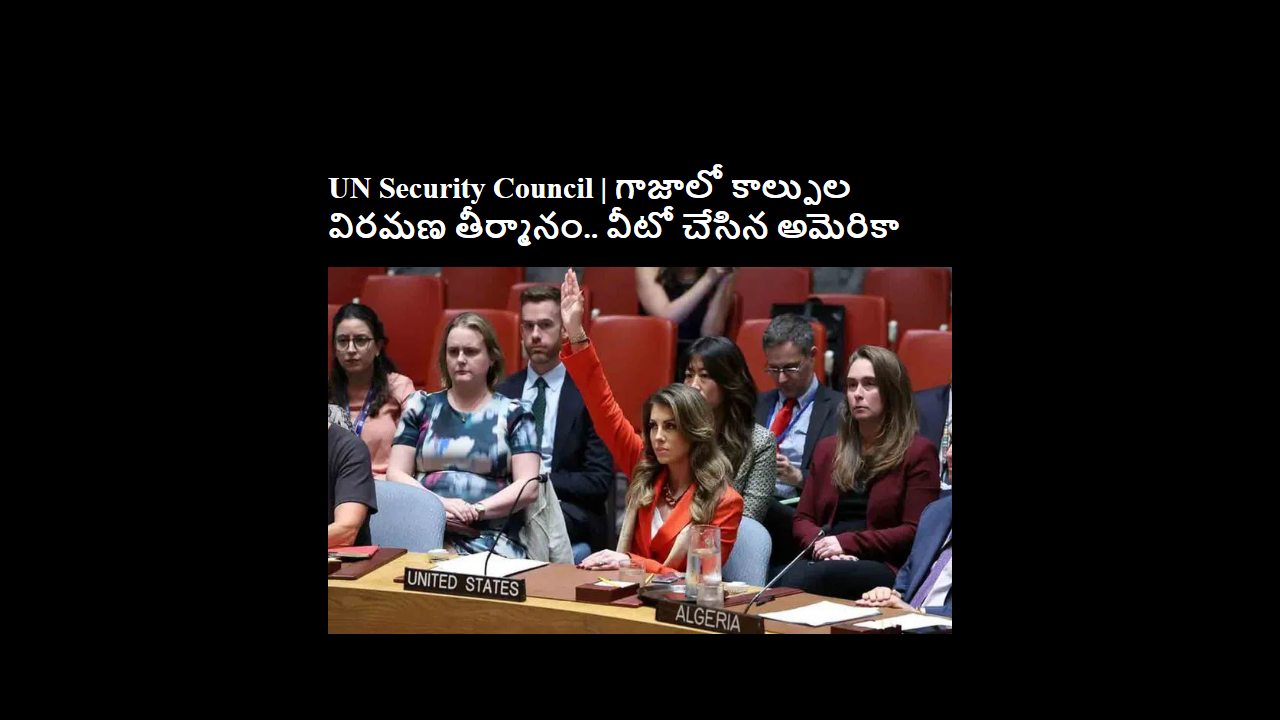 UN Security Council | గాజాలో కాల్పుల
విరమణ తీర్మానం.. వీటో చేసిన అమెరికా
UNITED STATES
ALGERIA